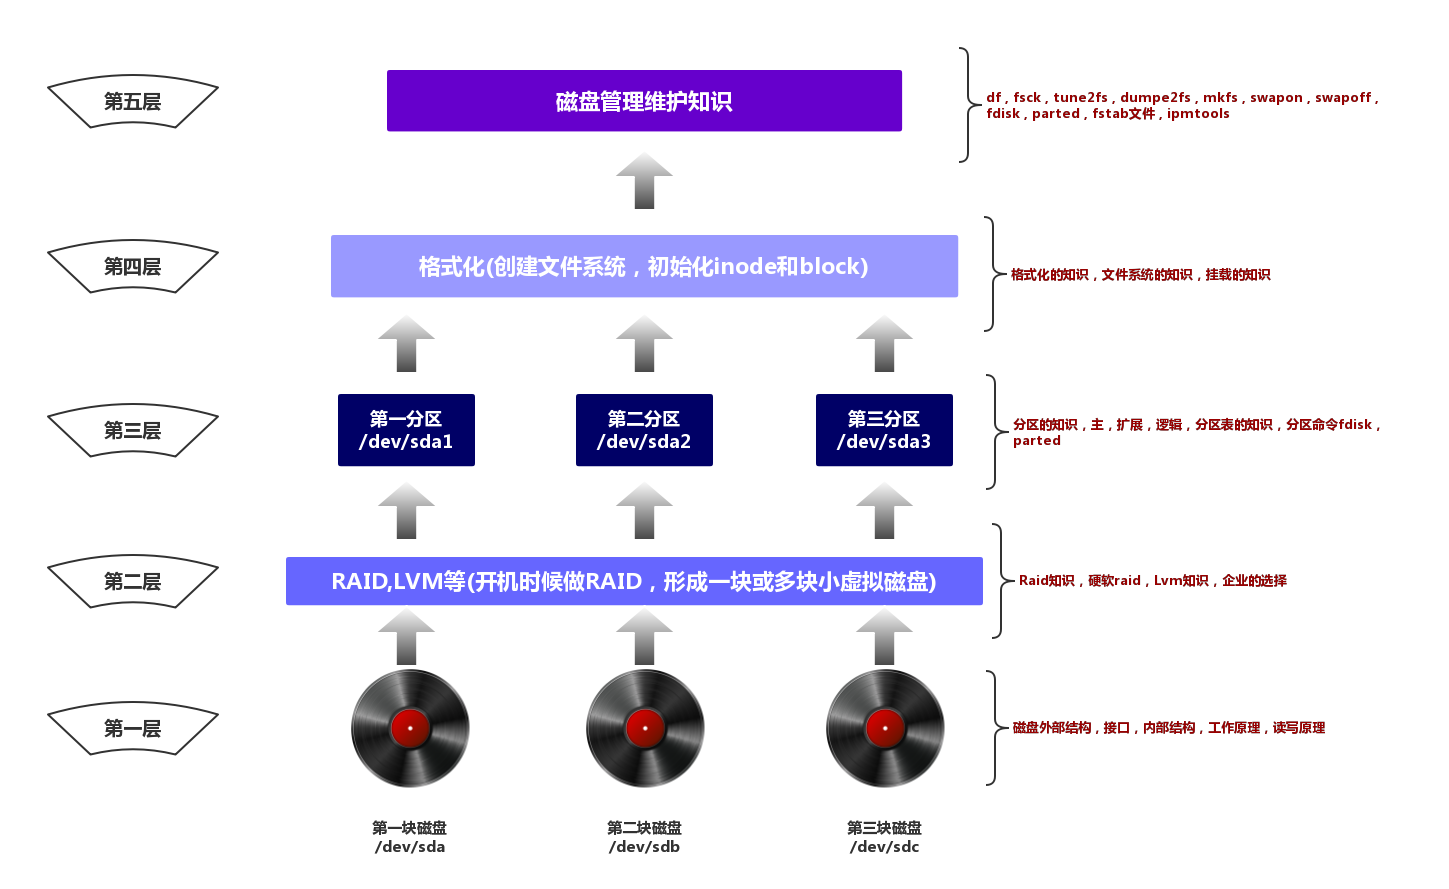 第五层
磁盘管理维护知识
df，fsck，tune2fs，dumpe2fs，mkfs，swapon，swapoff，
fdisk，parted，fstab文件，ipmtools
第四层
格式化(创建文件系统，初始化inode和block)
格式化的知识，文件系统的知识，挂载的知识
第三层
第一分区
/dev/sda1
第二分区
/dev/sda2
第三分区
/dev/sda3
分区的知识，主，扩展，逻辑，分区表的知识，分区命令fdisk，
parted
第二层
RAID,LVM等(开机时候做RAID，形成一块或多块小虚拟磁盘)
Raid知识，硬软raid，Lvm知识，企业的选择
第一层
磁盘外部结构，接口，内部结构，工作原理，读写原理
第一块磁盘
/dev/sda
第二块磁盘
/dev/sdb
第三块磁盘
/dev/sdc